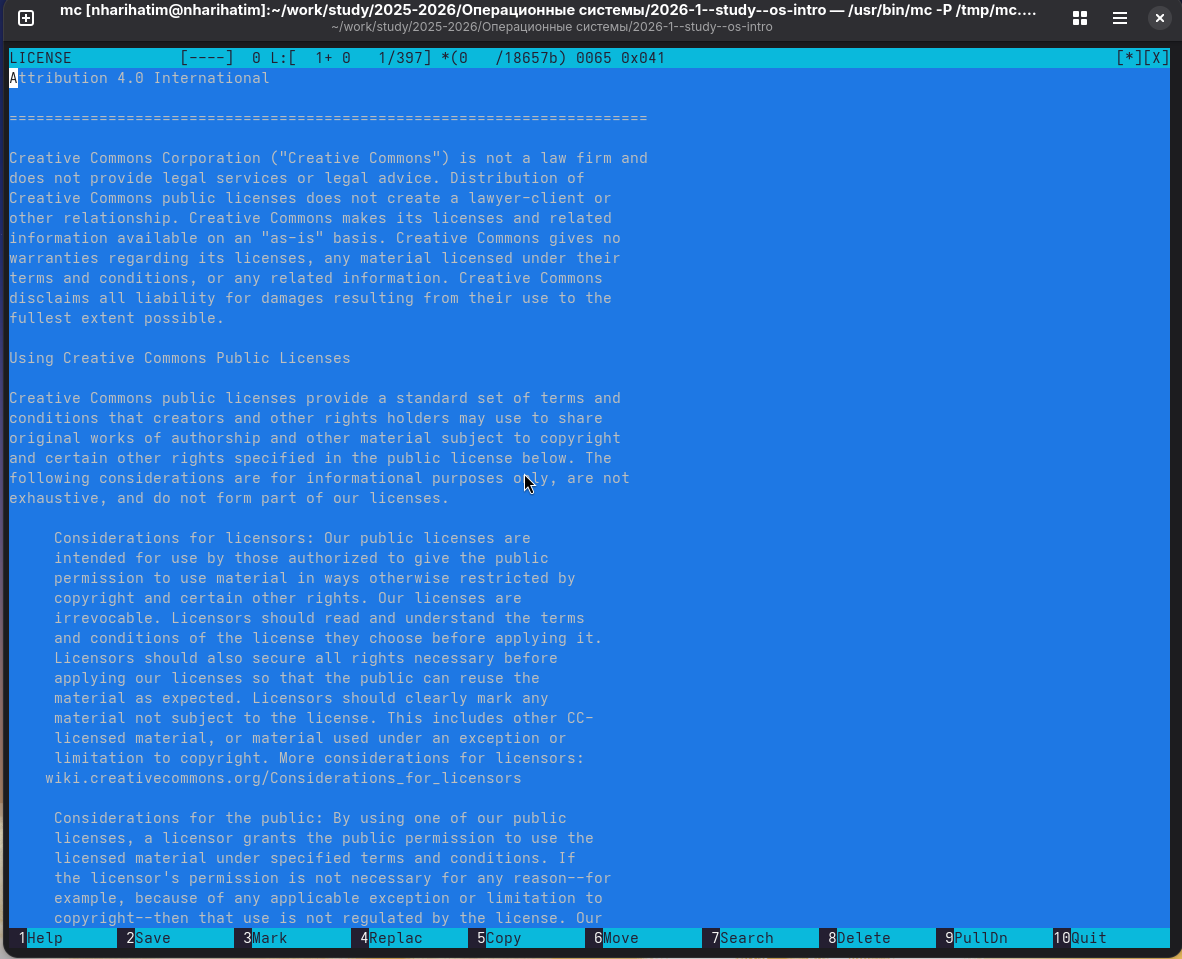 mc [nharihatim@nharihatim]:~/work/study/2025-2026/Операционные системы/2026-1--study--os-intro — /usr/bin/mc -P /tmp/mc....
~/work/study/2025-2026/Операционные системы/2026-1--study--os-intro
LICENSE            [----]  0 L:[  1+ 0   1/397] *(0   /18657b) 0065 0x041 [*][X]
Attribution 4.0 International
=======================================================================
Creative Commons Corporation ("Creative Commons") is not a law firm and
does not provide legal services or legal advice. Distribution of
Creative Commons public licenses does not create a lawyer-client or
other relationship. Creative Commons makes its licenses and related
information available on an "as-is" basis. Creative Commons gives no
warranties regarding its licenses, any material licensed under their
terms and conditions, or any related information. Creative Commons
disclaims all liability for damages resulting from their use to the
fullest extent possible.
Using Creative Commons Public Licenses
Creative Commons public licenses provide a standard set of terms and
conditions that creators and other rights holders may use to share
original works of authorship and other material subject to copyright
and certain other rights specified in the public license below. The
following considerations are for informational purposes only, are not
exhaustive, and do not form part of our licenses.
Considerations for licensors: Our public licenses are
intended for use by those authorized to give the public
permission to use material in ways otherwise restricted by
copyright and certain other rights. Our licenses are
irrevocable. Licensors should read and understand the terms
and conditions of the license they choose before applying it.
Licensors should also secure all rights necessary before
applying our licenses so that the public can reuse the
material as expected. Licensors should clearly mark any
material not subject to the license. This includes other CC-
licensed material, or material used under an exception or
limitation to copyright. More considerations for licensors:
wiki.creativecommons.org/Considerations_for_licensors
Considerations for the public: By using one of our public
licenses, a licensor grants the public permission to use the
licensed material under specified terms and conditions. If
the licensor's permission is not necessary for any reason--for
example, because of any applicable exception or limitation to
copyright--then that use is not regulated by the license. Our
1Help 2Save 3Mark 4Replac 5Copy 6Move 7Search 8Delete 9PullDn 10Quit